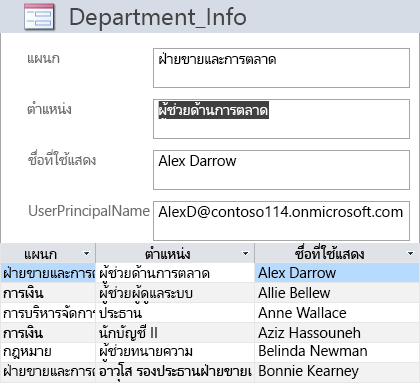 Department_Info
แผนก
ฝ่ายขายและการตลาด
ตำแหน่ง
ผู้ช่วยด้านการตลาด
ชื่อที่ใช้แสดง
Alex Darrow
UserPrincipalName
AlexD@contoso114.onmicrosoft.com
แผนก ตำแหน่ง ชื่อที่ใช้แสดง
ฝ่ายขายและการต ผู้ช่วยด้านการตลาด Alex Darrow
การเงิน ผู้ช่วยผู้ดูแลระบบ Allie Bellew
การบริหารจัดการ ประธาน Anne Wallace
การเงิน นักบัญชี II Aziz Hassouneh
กฎหมาย ผู้ช่วยทนายความ Belinda Newman
ฝ่ายขายและการต อาวุโส รองประธานฝ่ายขายเ Bonnie Kearney